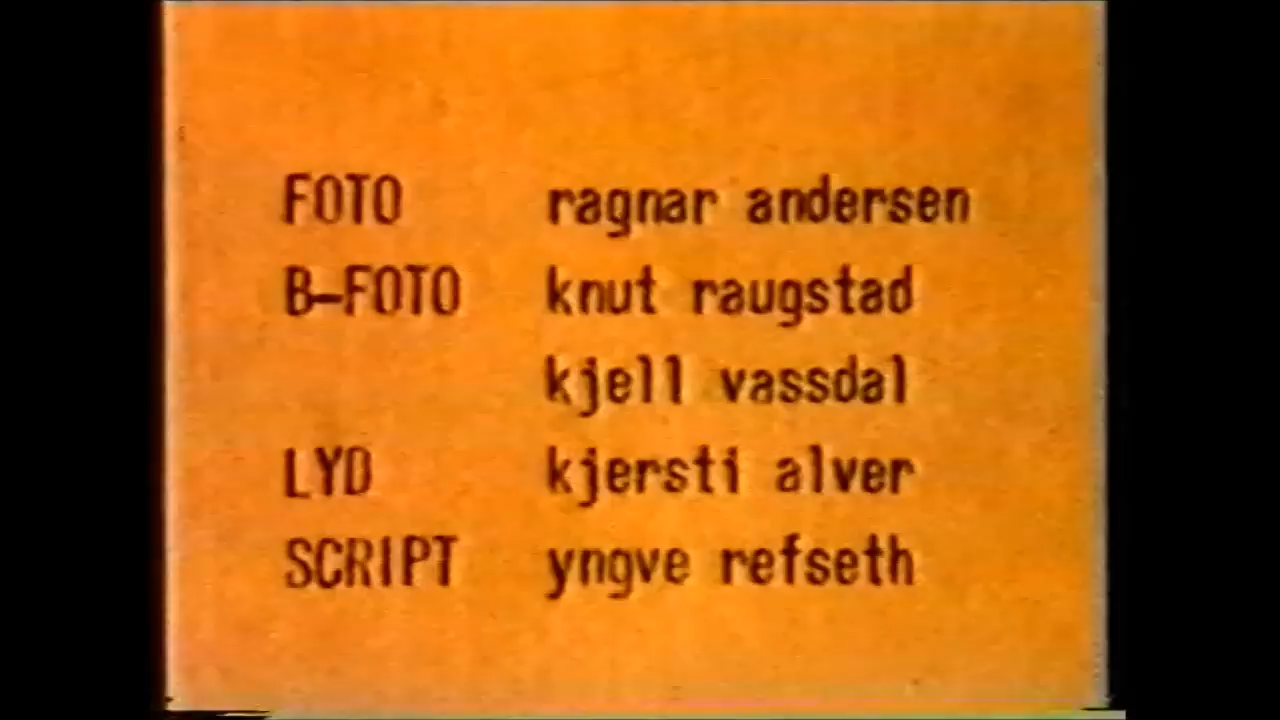 FOTO ragnar andersen
B-FOTO knut raugstad
kjell vassdal
LYD kjersti alver
SCRIPT yngve refseth